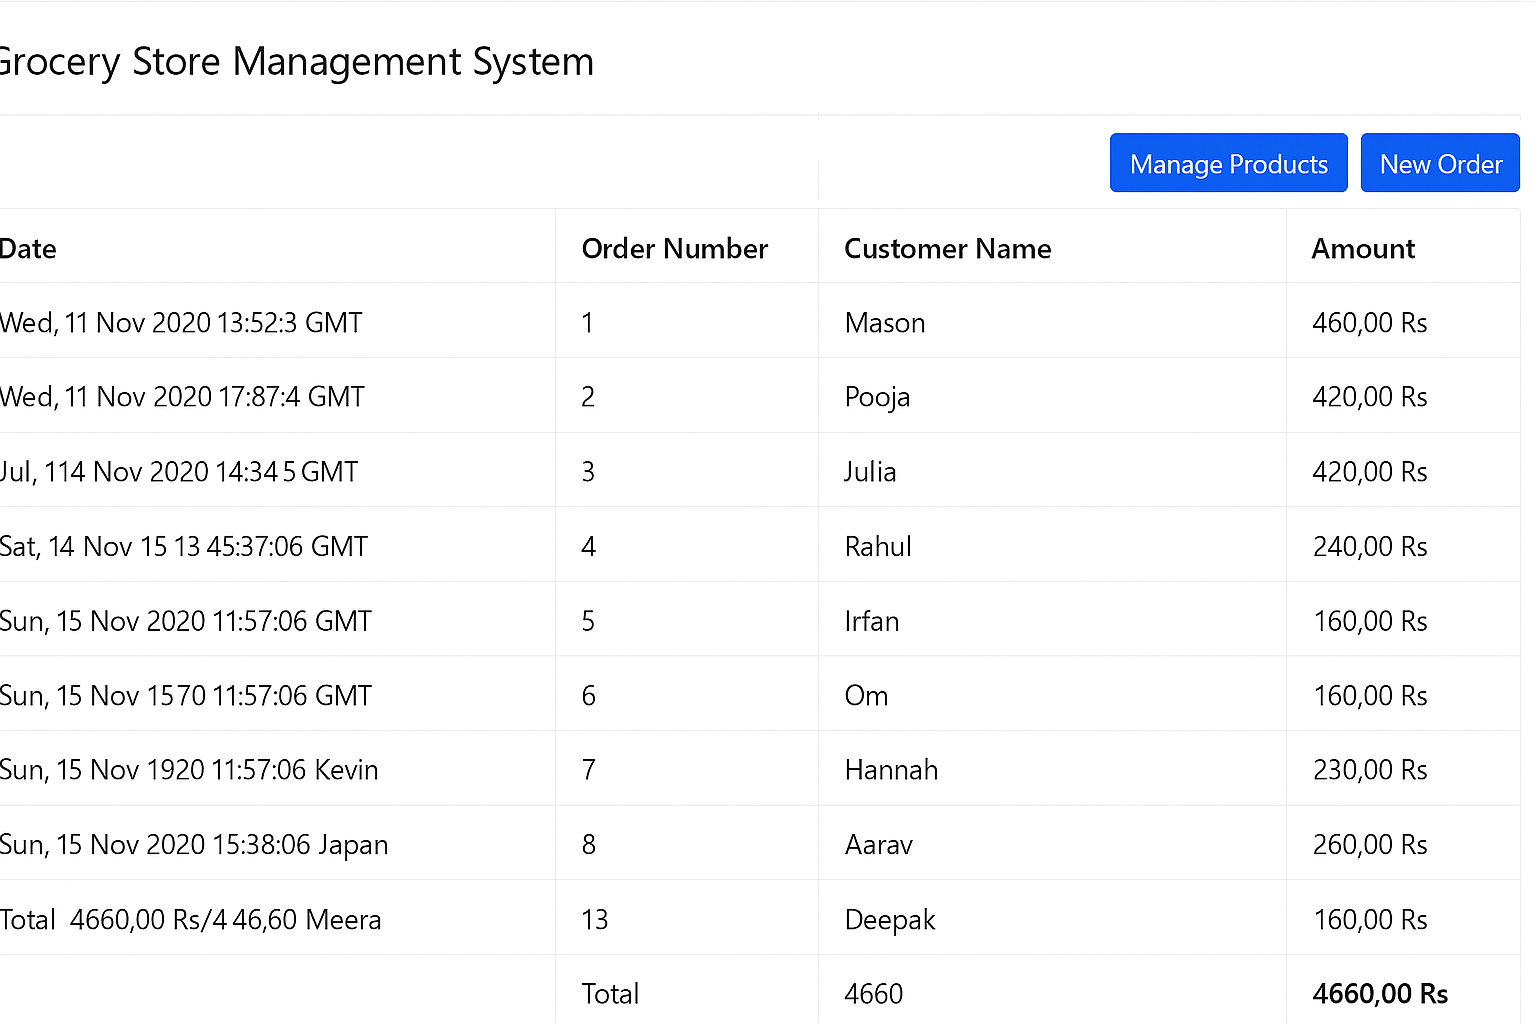 Grocery Store Management System
Manage Products New Order
Date Order Number Customer Name Amount
Wed, 11 Nov 2020 13:52:3 GMT 1 Mason 460,00 Rs
Wed, 11 Nov 2020 17:87:4 GMT 2 Pooja 420,00 Rs
Jul, 114 Nov 2020 14:34 5 GMT 3 Julia 420,00 Rs
Sat, 14 Nov 15 13 45:37:06 GMT 4 Rahul 240,00 Rs
Sun, 15 Nov 2020 11:57:06 GMT 5 Irfan 160,00 Rs
Sun, 15 Nov 1570 11:57:06 GMT 6 Om 160,00 Rs
Sun, 15 Nov 1920 11:57:06 Kevin 7 Hannah 230,00 Rs
Sun, 15 Nov 2020 15:38:06 Japan 8 Aarav 260,00 Rs
Total 4660,00 Rs/4 46,60 Meera 13 Deepak 160,00 Rs
Total 4660 4660,00 Rs